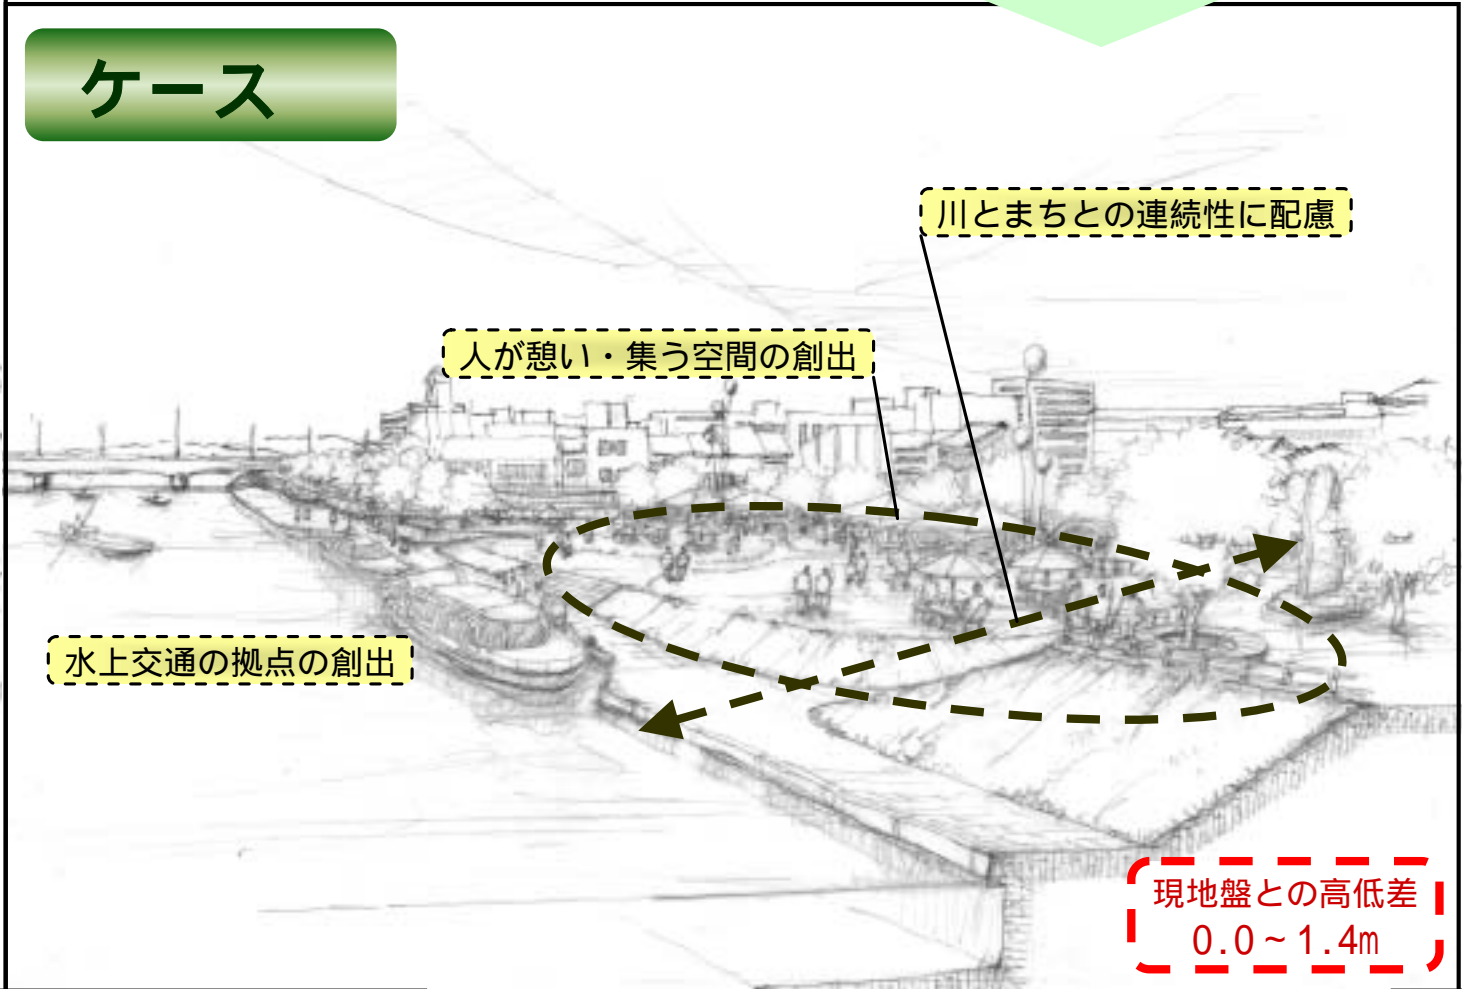 ケース
川とまちとの連続性に配慮
人が憩い・集う空間の創出
水上交通の拠点の創出
現地盤との高低差
0.0~1.4m